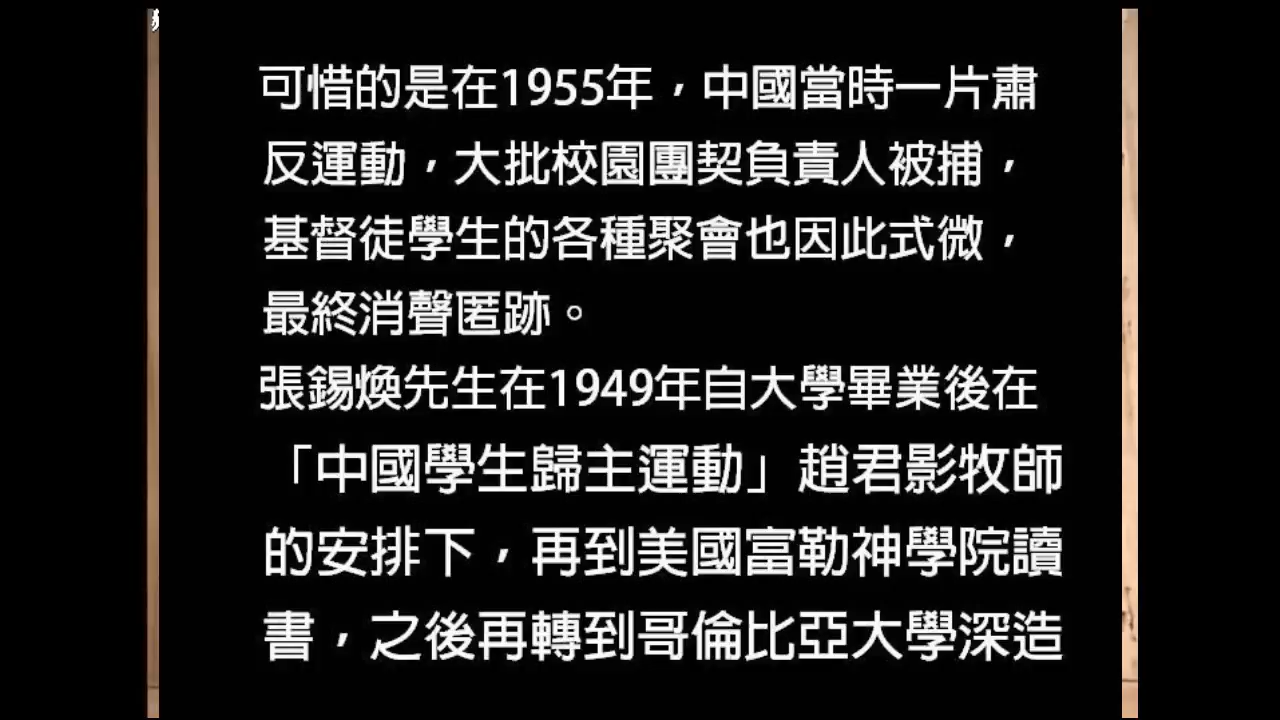 可惜的是在1955年，中國當時一片肅
反運動，大批校園團契負責人被捕，
基督徒學生的各種聚會也因此式微，
最終消聲匿跡。
張錫煥先生在1949年自大學畢業後在
「中國學生歸主運動」趙君影牧師
的安排下，再到美國富勒神學院讀
書，之後再轉到哥倫比亞大學深造